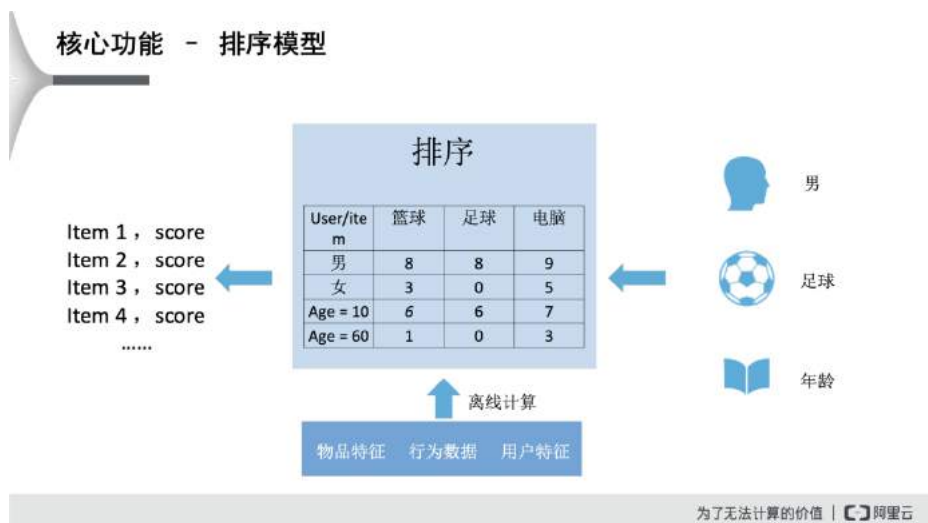 核心功能 - 排序模型
排序
User/ite
m
篮球 足球 电脑
男 8 8 9
女 3 0 5
Age = 10 6 6 7
Age = 60 1 0 3
Item 1， score
Item 2， score
Item 3， score
Item 4， score
……
男
足球
年龄
离线计算
物品特征 行为数据 用户特征
为了无法计算的价值 | 阿里云